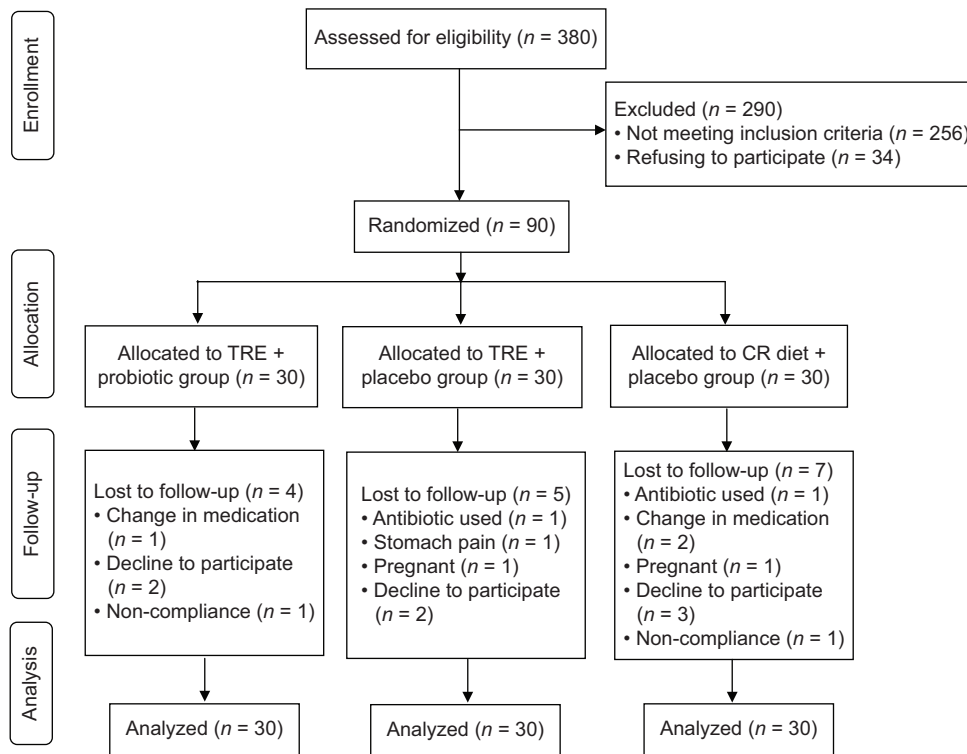 Enrollment
Assessed for eligibility (n = 380)
Excluded (n = 290)
• Not meeting inclusion criteria (n = 256)
• Refusing to participate (n = 34)
Randomized (n = 90)
Allocation
Allocated to TRE +
probiotic group (n = 30)
Allocated to TRE +
placebo group (n = 30)
Allocated to CR diet +
placebo group (n = 30)
Follow-up
Lost to follow-up (n = 4)
• Change in medication
(n = 1)
• Decline to participate
(n = 2)
• Non-compliance (n = 1)
Lost to follow-up (n = 5)
• Antibiotic used (n = 1)
• Stomach pain (n = 1)
• Pregnant (n = 1)
• Decline to participate
(n = 2)
Lost to follow-up (n = 7)
• Antibiotic used (n = 1)
• Change in medication
(n = 2)
• Pregnant (n = 1)
• Decline to participate
(n = 3)
• Non-compliance (n = 1)
Analysis
Analyzed (n = 30)
Analyzed (n = 30)
Analyzed (n = 30)